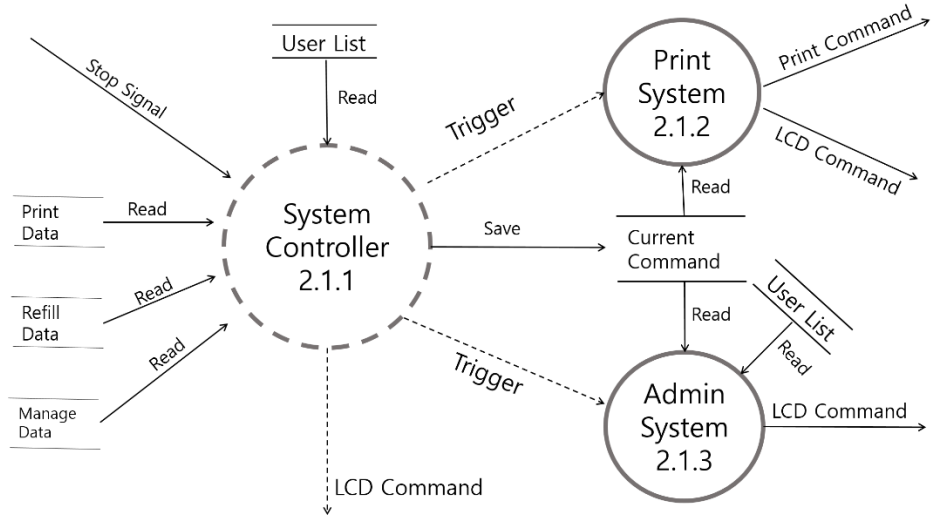 User List
Read
Stop Signal
Print
Data
Read
Refill
Data
Read
Manage
Data
Read
System
Controller
2.1.1
Trigger
Save
Trigger
LCD Command
Print
System
2.1.2
Print Command
LCD Command
Read
Current
Command
Read
User List
Read
Admin
System
2.1.3
LCD Command